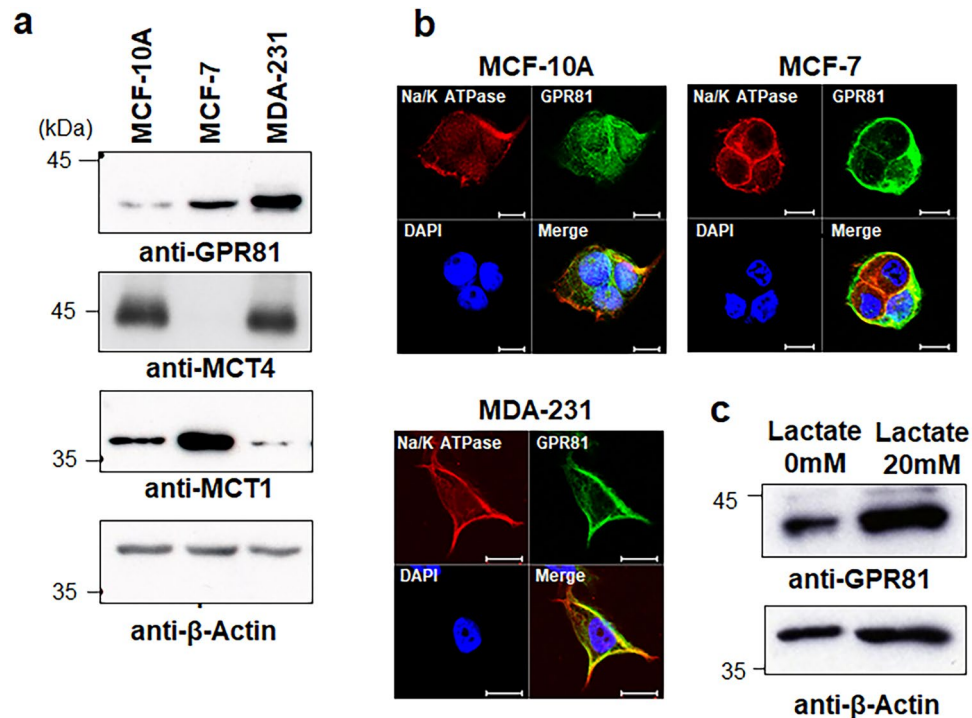 a
MCF-10A
MCF-7
MDA-231
(kDa)
45
anti-GPR81
45
anti-MCT4
35
anti-MCT1
35
anti-β-Actin
b
MCF-10A
Na/K ATPase GPR81
DAPI Merge
MCF-7
Na/K ATPase GPR81
DAPI Merge
MDA-231
Na/K ATPase GPR81
DAPI Merge
c
Lactate Lactate
0mM 20mM
45
anti-GPR81
35
anti-β-Actin